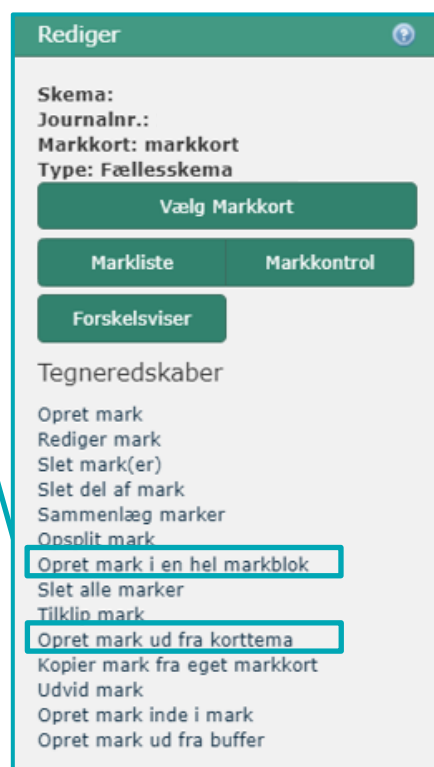 Rediger
Skema:
Journalnr.:
Markkort: markkort
Type: Fællesskema
Vælg Markkort
Markliste Markkontrol
Forskelsviser
Tegneredskaber
Opret mark
Rediger mark
Slet mark(er)
Slet del af mark
Sammenlæg marker
Opsplit mark
Opret mark i en hel markblok
Slet alle marker
Tilklip mark
Opret mark ud fra korttema
Kopier mark fra eget markkort
Udvid mark
Opret mark inde i mark
Opret mark ud fra buffer